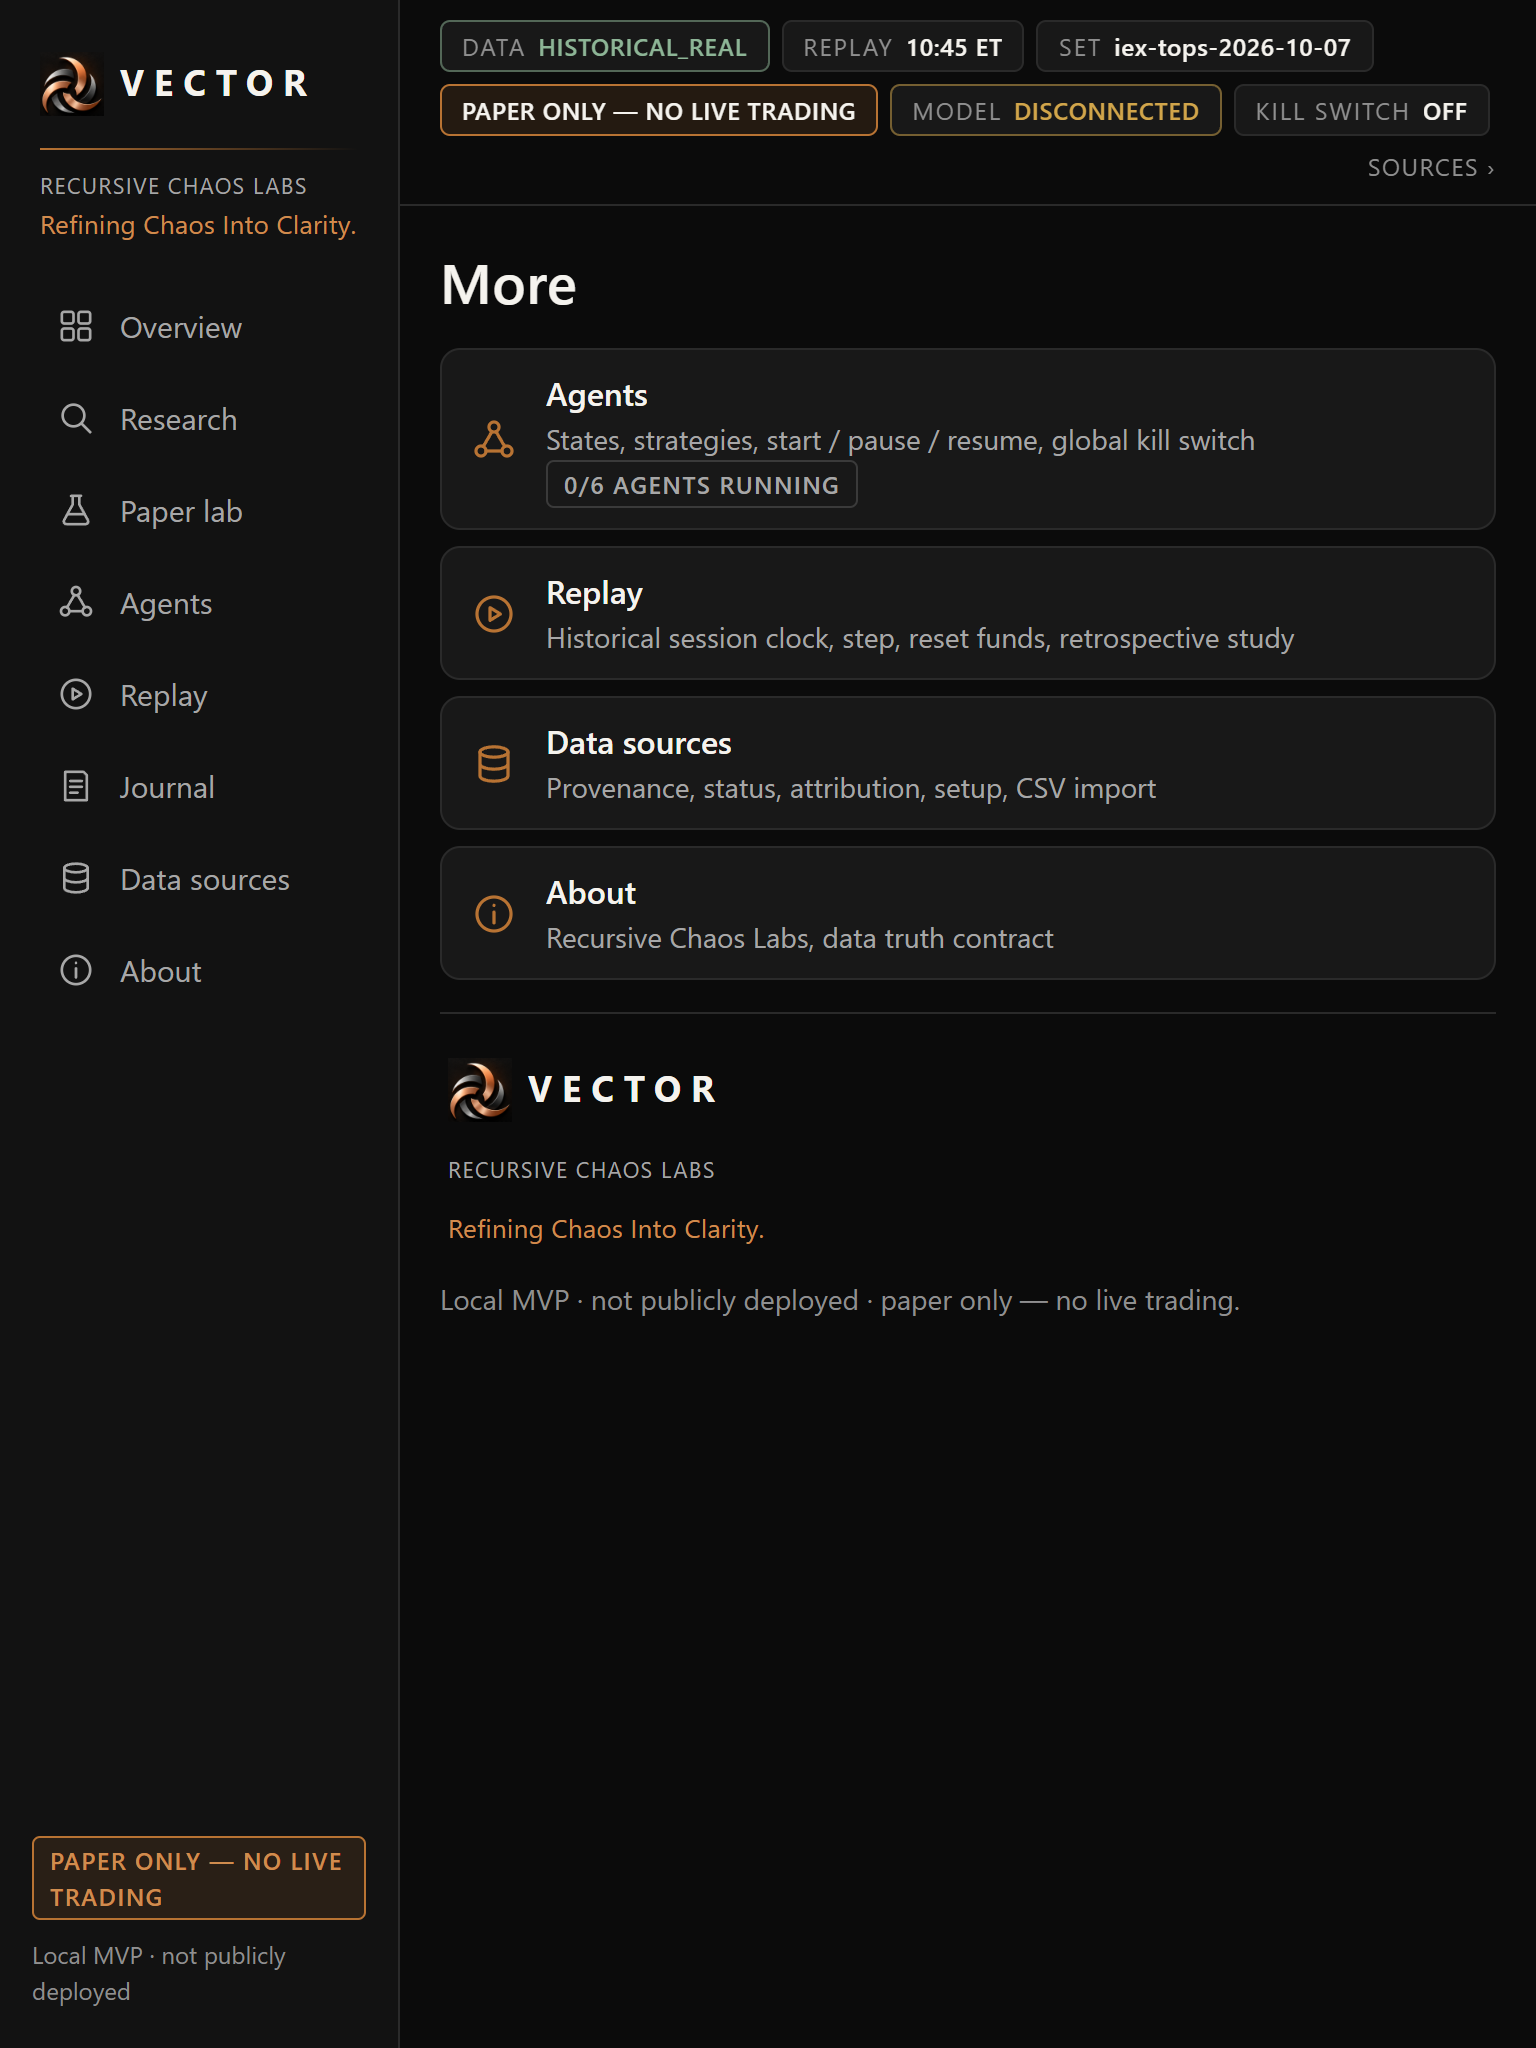 VECTOR
RECURSIVE CHAOS LABS
Refining Chaos Into Clarity.
Overview
Research
Paper lab
Agents
Replay
Journal
Data sources
About
PAPER ONLY — NO LIVE
TRADING
Local MVP · not publicly
deployed
DATA HISTORICAL_REAL
REPLAY 10:45 ET
SET iex-tops-2026-10-07
PAPER ONLY — NO LIVE TRADING
MODEL DISCONNECTED
KILL SWITCH OFF
SOURCES ›
More
Agents
States, strategies, start / pause / resume, global kill switch
0/6 AGENTS RUNNING
Replay
Historical session clock, step, reset funds, retrospective study
Data sources
Provenance, status, attribution, setup, CSV import
About
Recursive Chaos Labs, data truth contract
VECTOR
RECURSIVE CHAOS LABS
Refining Chaos Into Clarity.
Local MVP · not publicly deployed · paper only — no live trading.